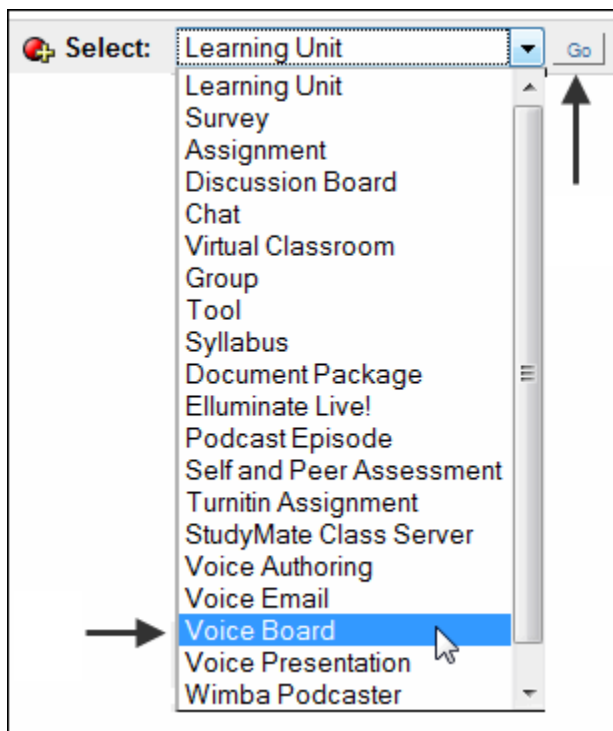 Select: Learning Unit Go
Learning Unit
Survey
Assignment
Discussion Board
Chat
Virtual Classroom
Group
Tool
Syllabus
Document Package
Elluminate Live!
Podcast Episode
Self and Peer Assessment
Turnitin Assignment
StudyMate Class Server
Voice Authoring
Voice Email
Voice Board
Voice Presentation
Wimba Podcaster